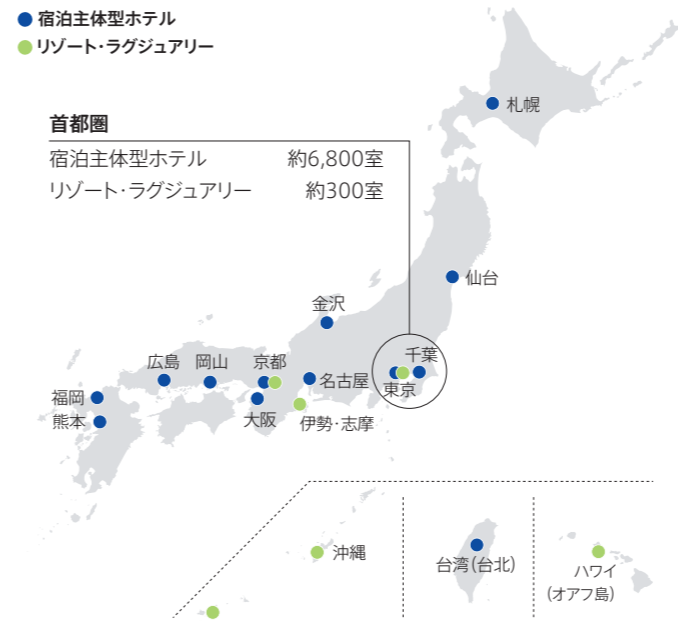 宿泊主体型ホテル
リゾート・ラグジュアリー
首都圏
宿泊主体型ホテル 約6,800室
リゾート・ラグジュアリー 約300室
札幌
仙台
金沢
千葉
東京
広島
岡山
京都
名古屋
福岡
熊本
大阪
伊勢・志摩
沖縄
台湾(台北)
ハワイ
(オアフ島)